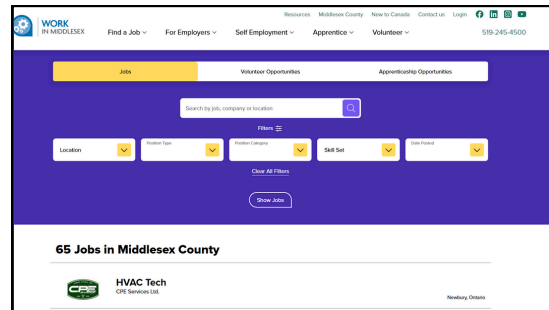 Resources Middlesex County New to Canada Contact us Login
WORK
IN MIDDLESEX
Find a Job For Employers Self Employment Apprentice Volunteer 519-245-4500
Jobs Volunteer Opportunities Apprenticeship Opportunities
Search by job, company or location
Filters
Location Position Type Position Category Skill Set Date Posted
Clear All Filters
Show Jobs
65 Jobs in Middlesex County
CPE
HVAC Tech
CPE Services Ltd.
Newbury, Ontario